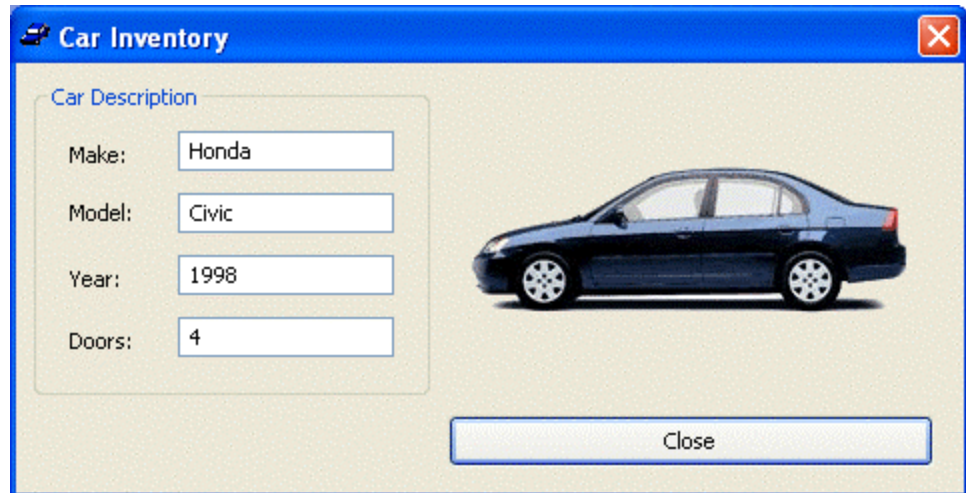 Car Inventory
Car Description
Make: Honda
Model: Civic
Year: 1998
Doors: 4
Close